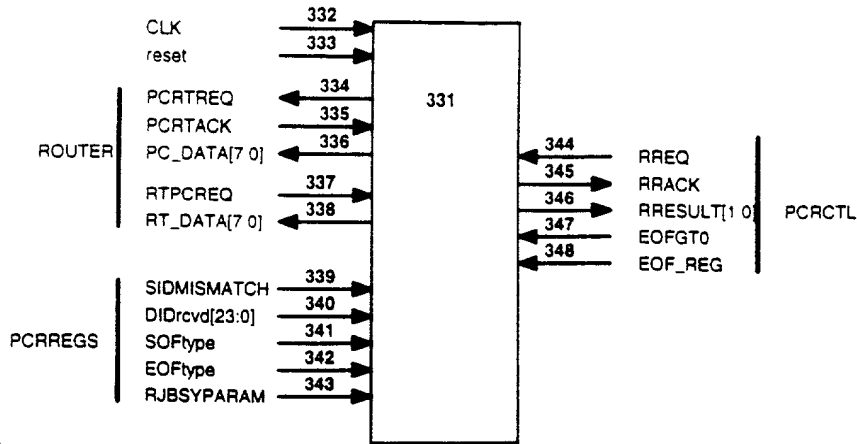 332
CLK
333
reset
334
PCRTREQ
335
PCRTACK
336
PC_DATA[7 0]
337
RTPCREQ
338
RT_DATA[7 0]
ROUTER
339
SIDMISMATCH
340
DIDrcvd[23:0]
341
SOFtype
342
EOFtype
343
RJBSYPARAM
PCRREGS
331
344
RREQ
345
RRACK
346
RRESULT[1 0]
347
EOFGT0
348
EOF_REG
PCRCTL